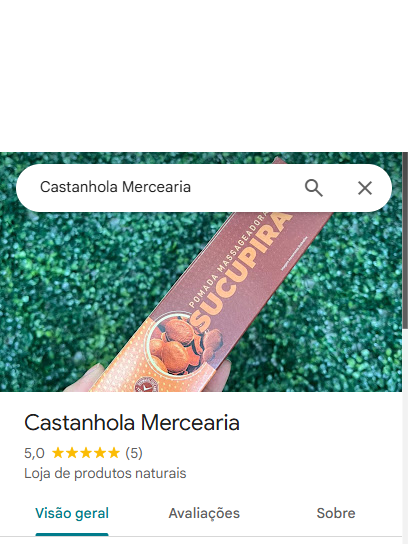 Castanhola Mercearia
POMADA MASSAGEADORA
SUCUPIRA
Castanhola Mercearia
5,0 (5)
Loja de produtos naturais
Visão geral Avaliações Sobre